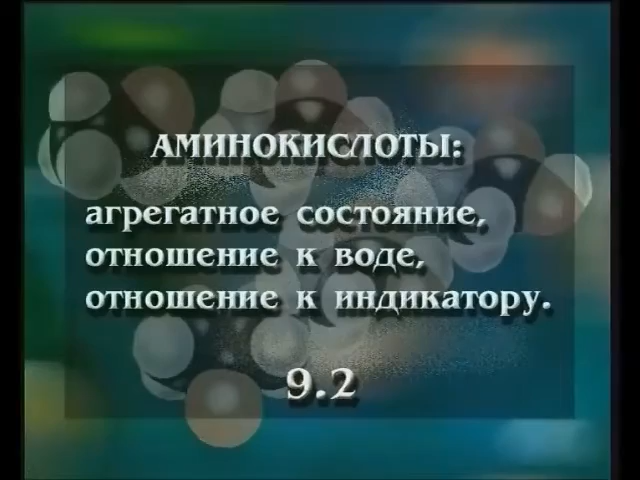 АМИНОКИСЛОТЫ:
агрегатное состояние,
отношение к воде,
отношение к индикатору.
9.2